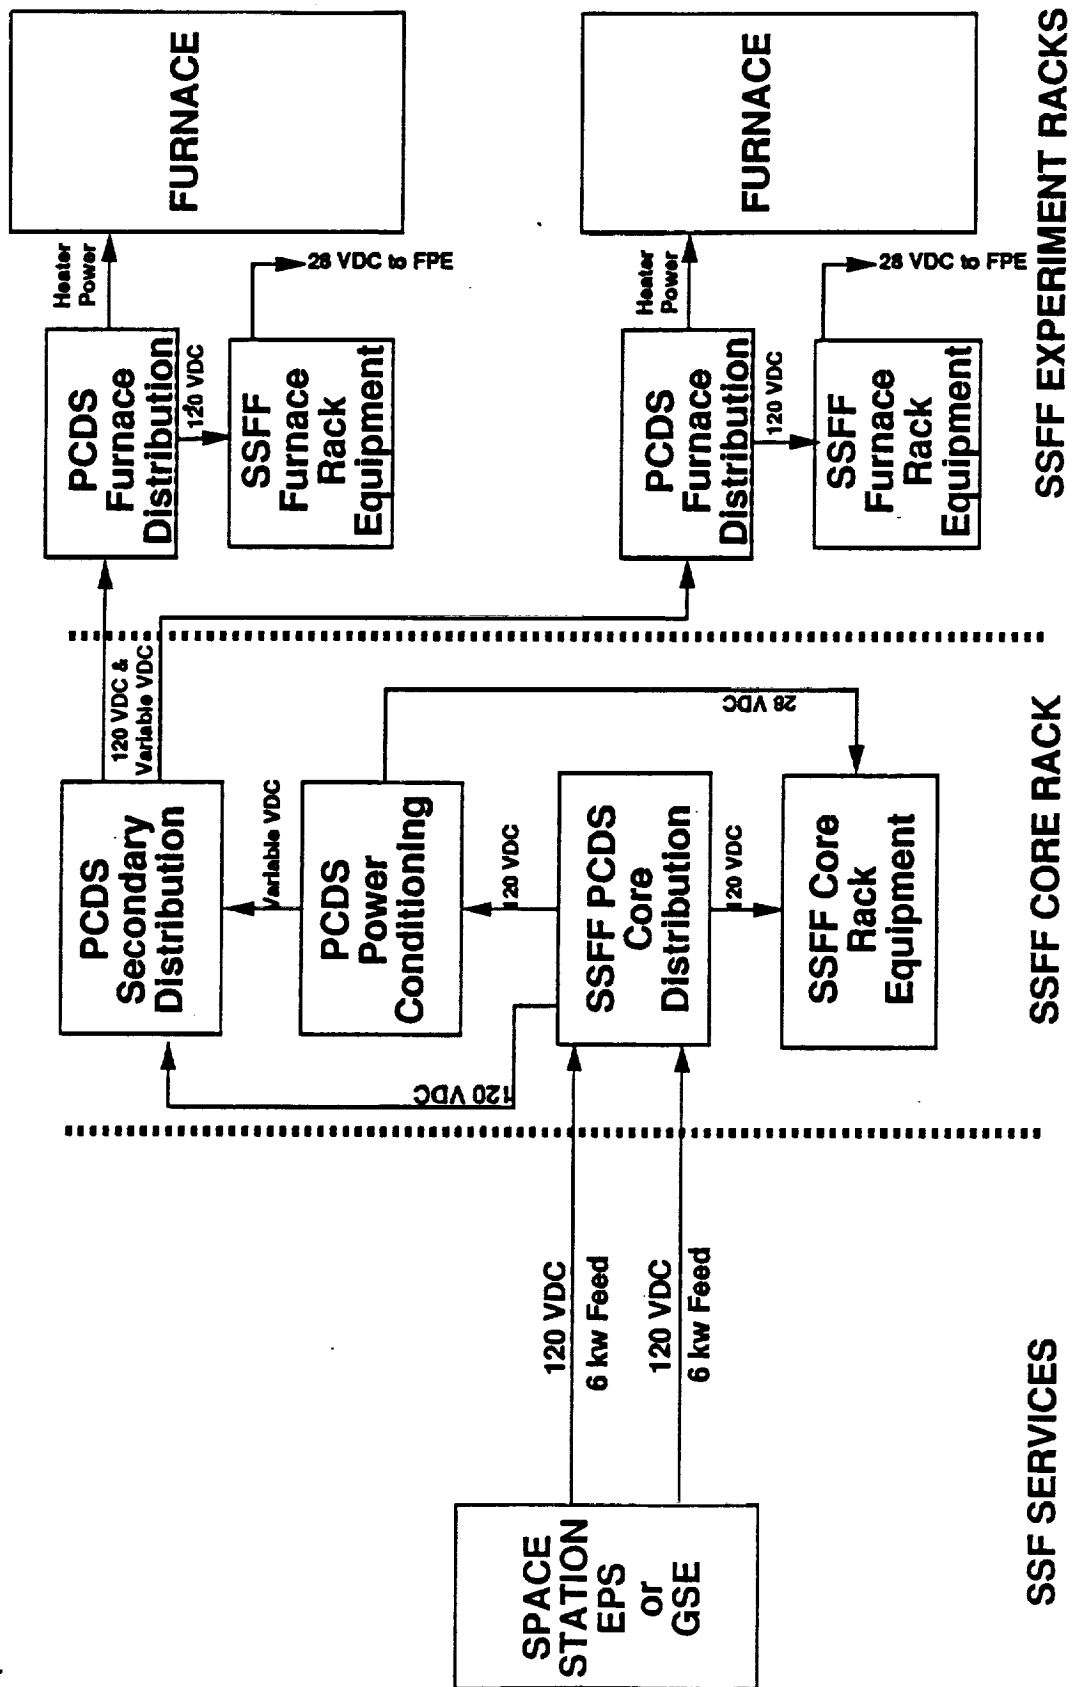 SPACE
STATION
EPS
or
GSE
120 VDC
6 kw Feed
120 VDC
6 kw Feed
SSF SERVICES
PCDS
Secondary
Distribution
Variable VDC
PCDS
Power
Conditioning
120 VDC
120 VDC
SSFF PCDS
Core
Distribution
120 VDC
SSFF Core
Rack
Equipment
28 VDC
120 VDC &
Variable VDC
SSFF CORE RACK
PCDS
Furnace
Distribution
Heater
Power
120 VDC
SSFF
Furnace
Rack
Equipment
28 VDC to FPE
FURNACE
PCDS
Furnace
Distribution
Heater
Power
120 VDC
SSFF
Furnace
Rack
Equipment
28 VDC to FPE
FURNACE
SSFF EXPERIMENT RACKS